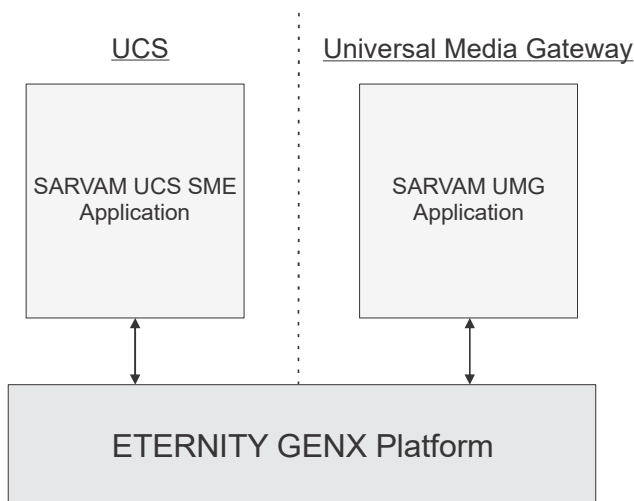 UCS
Universal Media Gateway
SARVAM UCS SME
Application
SARVAM UMG
Application
ETERNITY GENX Platform